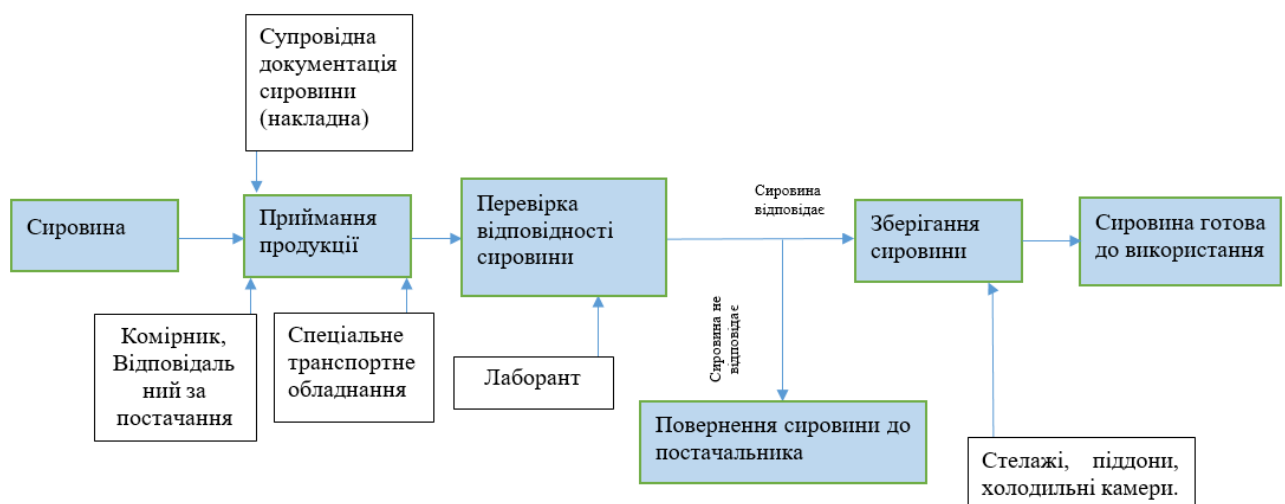 Супровідна
документація
сировини
(накладна)
Сировина
Приймання
продукції
Перевірка
відповідності
сировини
Сировина
відповідає
Зберігання
сировини
Сировина готова
до використання
Комірник,
Відповідаль
ний за
постачання
Спеціальне
транспортне
обладнання
Лаборант
Сировина не
відповідає
Повернення сировини до
постачальника
Стелажі, піддони,
холодильні камери.